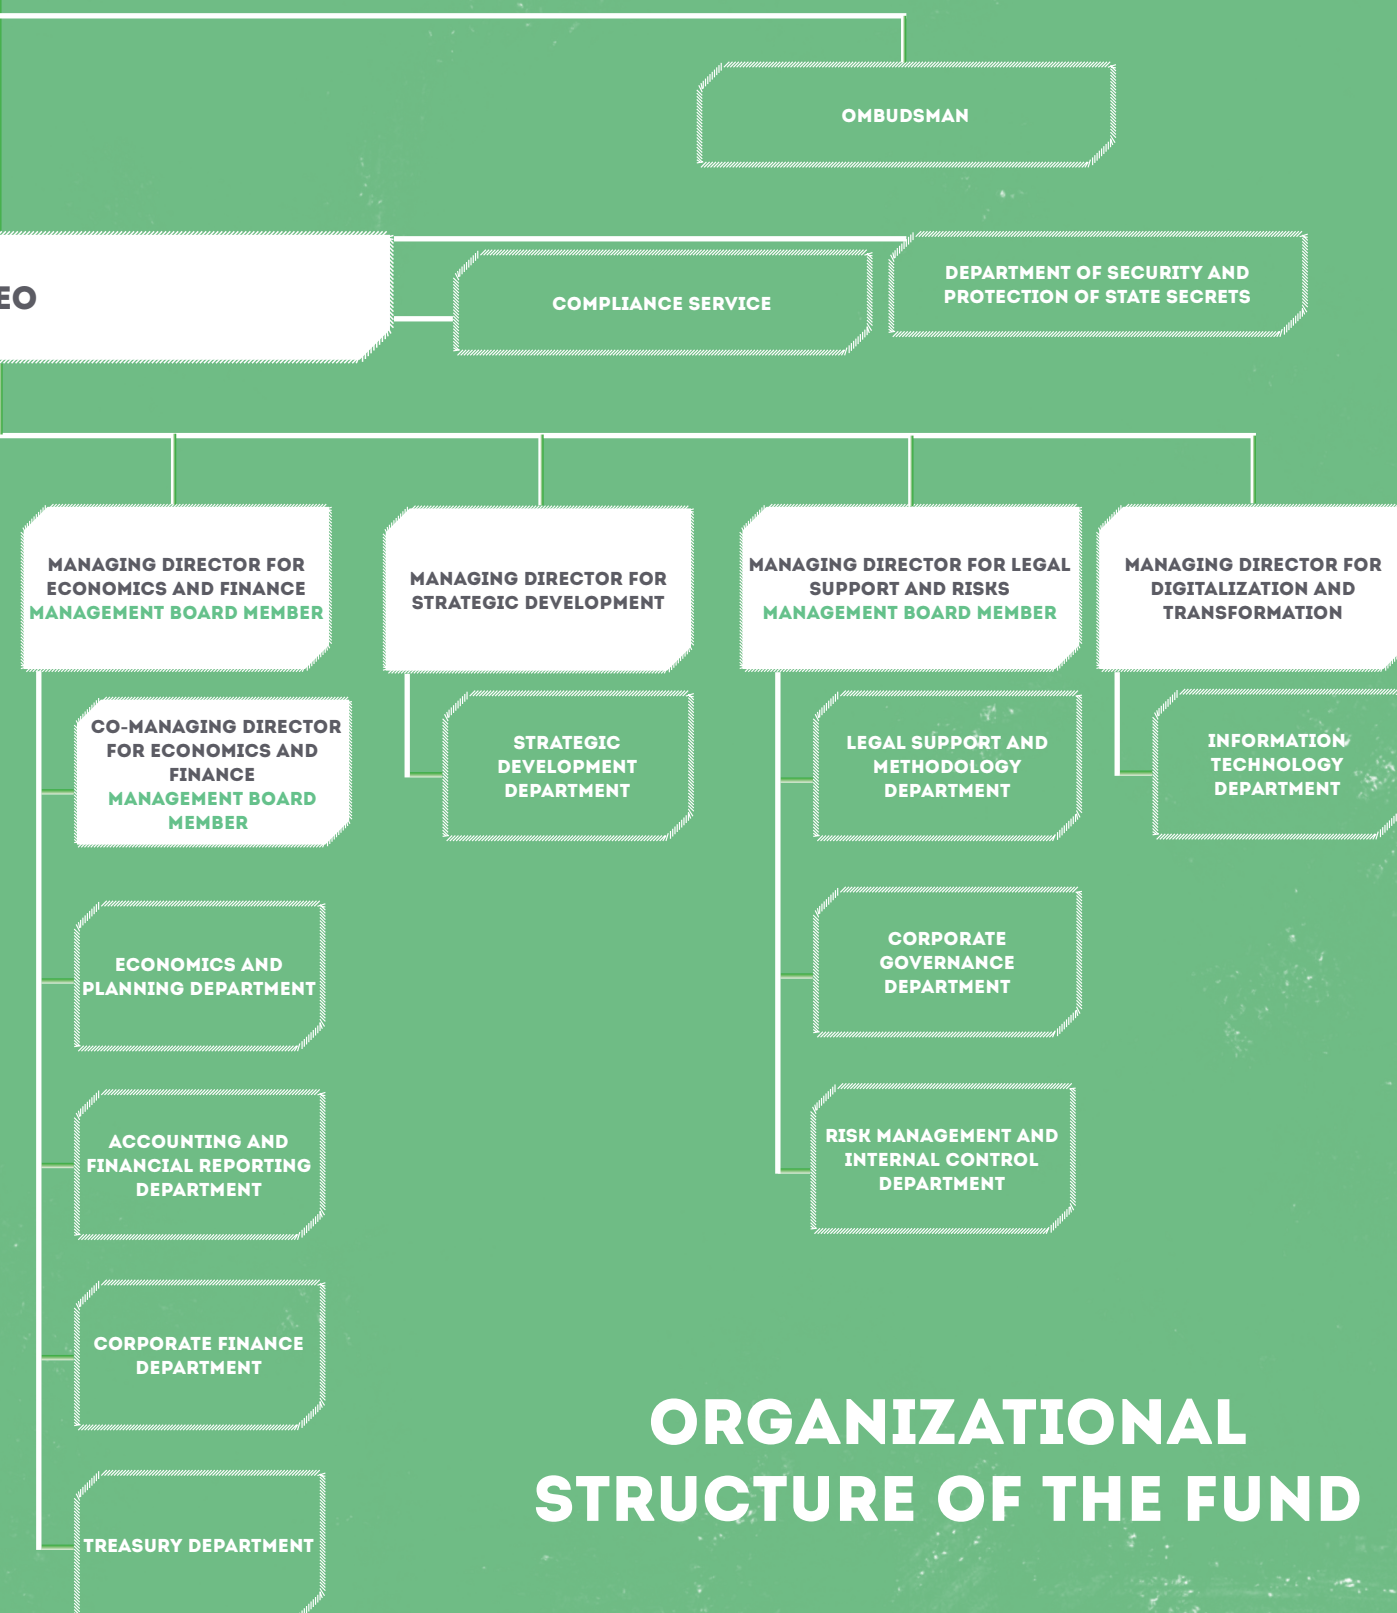 OMBUDSMAN
EO
COMPLIANCE SERVICE
DEPARTMENT OF SECURITY AND
PROTECTION OF STATE SECRETS
MANAGING DIRECTOR FOR
ECONOMICS AND FINANCE
MANAGEMENT BOARD MEMBER
MANAGING DIRECTOR FOR
STRATEGIC DEVELOPMENT
MANAGING DIRECTOR FOR LEGAL
SUPPORT AND RISKS
MANAGEMENT BOARD MEMBER
MANAGING DIRECTOR FOR
DIGITALIZATION AND
TRANSFORMATION
CO-MANAGING DIRECTOR
FOR ECONOMICS AND
FINANCE
MANAGEMENT BOARD
MEMBER
STRATEGIC
DEVELOPMENT
DEPARTMENT
LEGAL SUPPORT AND
METHODOLOGY
DEPARTMENT
INFORMATION
TECHNOLOGY
DEPARTMENT
ECONOMICS AND
PLANNING DEPARTMENT
CORPORATE
GOVERNANCE
DEPARTMENT
ACCOUNTING AND
FINANCIAL REPORTING
DEPARTMENT
RISK MANAGEMENT AND
INTERNAL CONTROL
DEPARTMENT
CORPORATE FINANCE
DEPARTMENT
TREASURY DEPARTMENT
ORGANIZATIONAL
STRUCTURE OF THE FUND